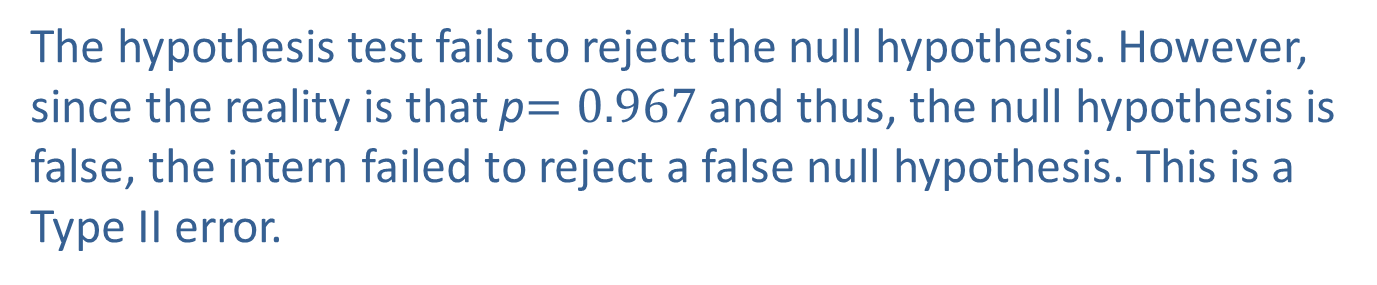 The hypothesis test fails to reject the null hypothesis. However,
since the reality is that p= 0.967 and thus, the null hypothesis is
false, the intern failed to reject a false null hypothesis. This is a
Type II error.